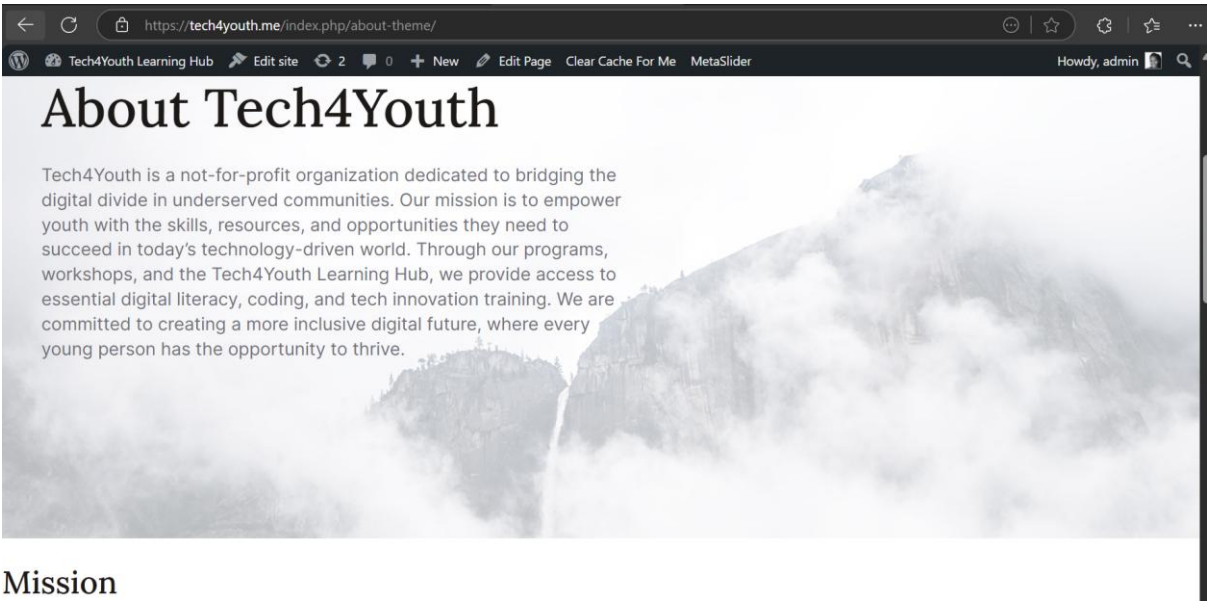 https://tech4youth.me/index.php/about-theme/
Tech4Youth Learning Hub Edit site 2 0 New Edit Page Clear Cache For Me MetaSlider Howdy, admin
About Tech4Youth
Tech4Youth is a not-for-profit organization dedicated to bridging the
digital divide in underserved communities. Our mission is to empower
youth with the skills, resources, and opportunities they need to
succeed in today’s technology-driven world. Through our programs,
workshops, and the Tech4Youth Learning Hub, we provide access to
essential digital literacy, coding, and tech innovation training. We are
committed to creating a more inclusive digital future, where every
young person has the opportunity to thrive.
Mission